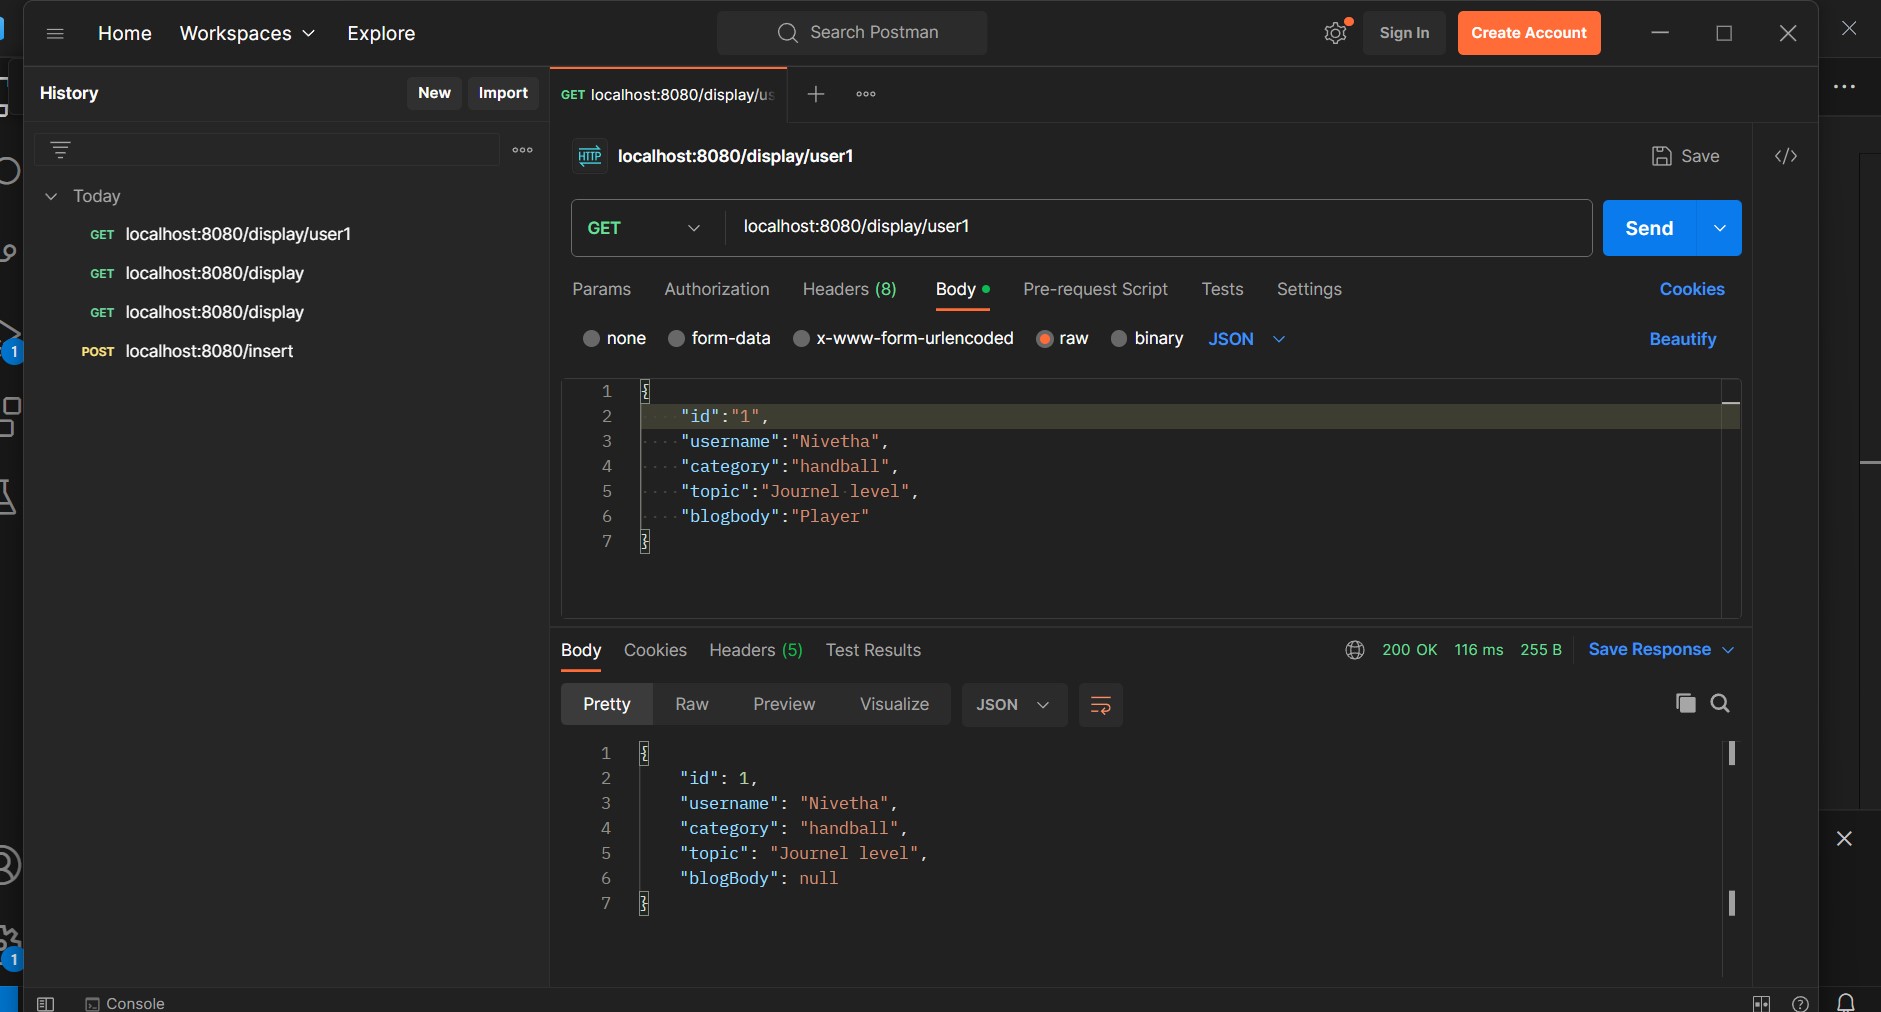 Home Workspaces Explore Search Postman Sign In Create Account
History New Import
GET localhost:8080/display/us
HTTP localhost:8080/display/user1 Save </>
Today
GET localhost:8080/display/user1
GET localhost:8080/display
GET localhost:8080/display
POST localhost:8080/insert
GET localhost:8080/display/user1 Send
Params Authorization Headers (8) Body Pre-request Script Tests Settings Cookies
none form-data x-www-form-urlencoded raw binary JSON Beautify
1 {
2 "id":"1",
3 "username":"Nivetha",
4 "category":"handball",
5 "topic":"Journel level",
6 "blogbody":"Player"
7 }
Body Cookies Headers (5) Test Results 200 OK 116 ms 255 B Save Response
Pretty Raw Preview Visualize JSON
1 {
2 "id": 1,
3 "username": "Nivetha",
4 "category": "handball",
5 "topic": "Journel level",
6 "blogBody": null
7 }
Console
1
1